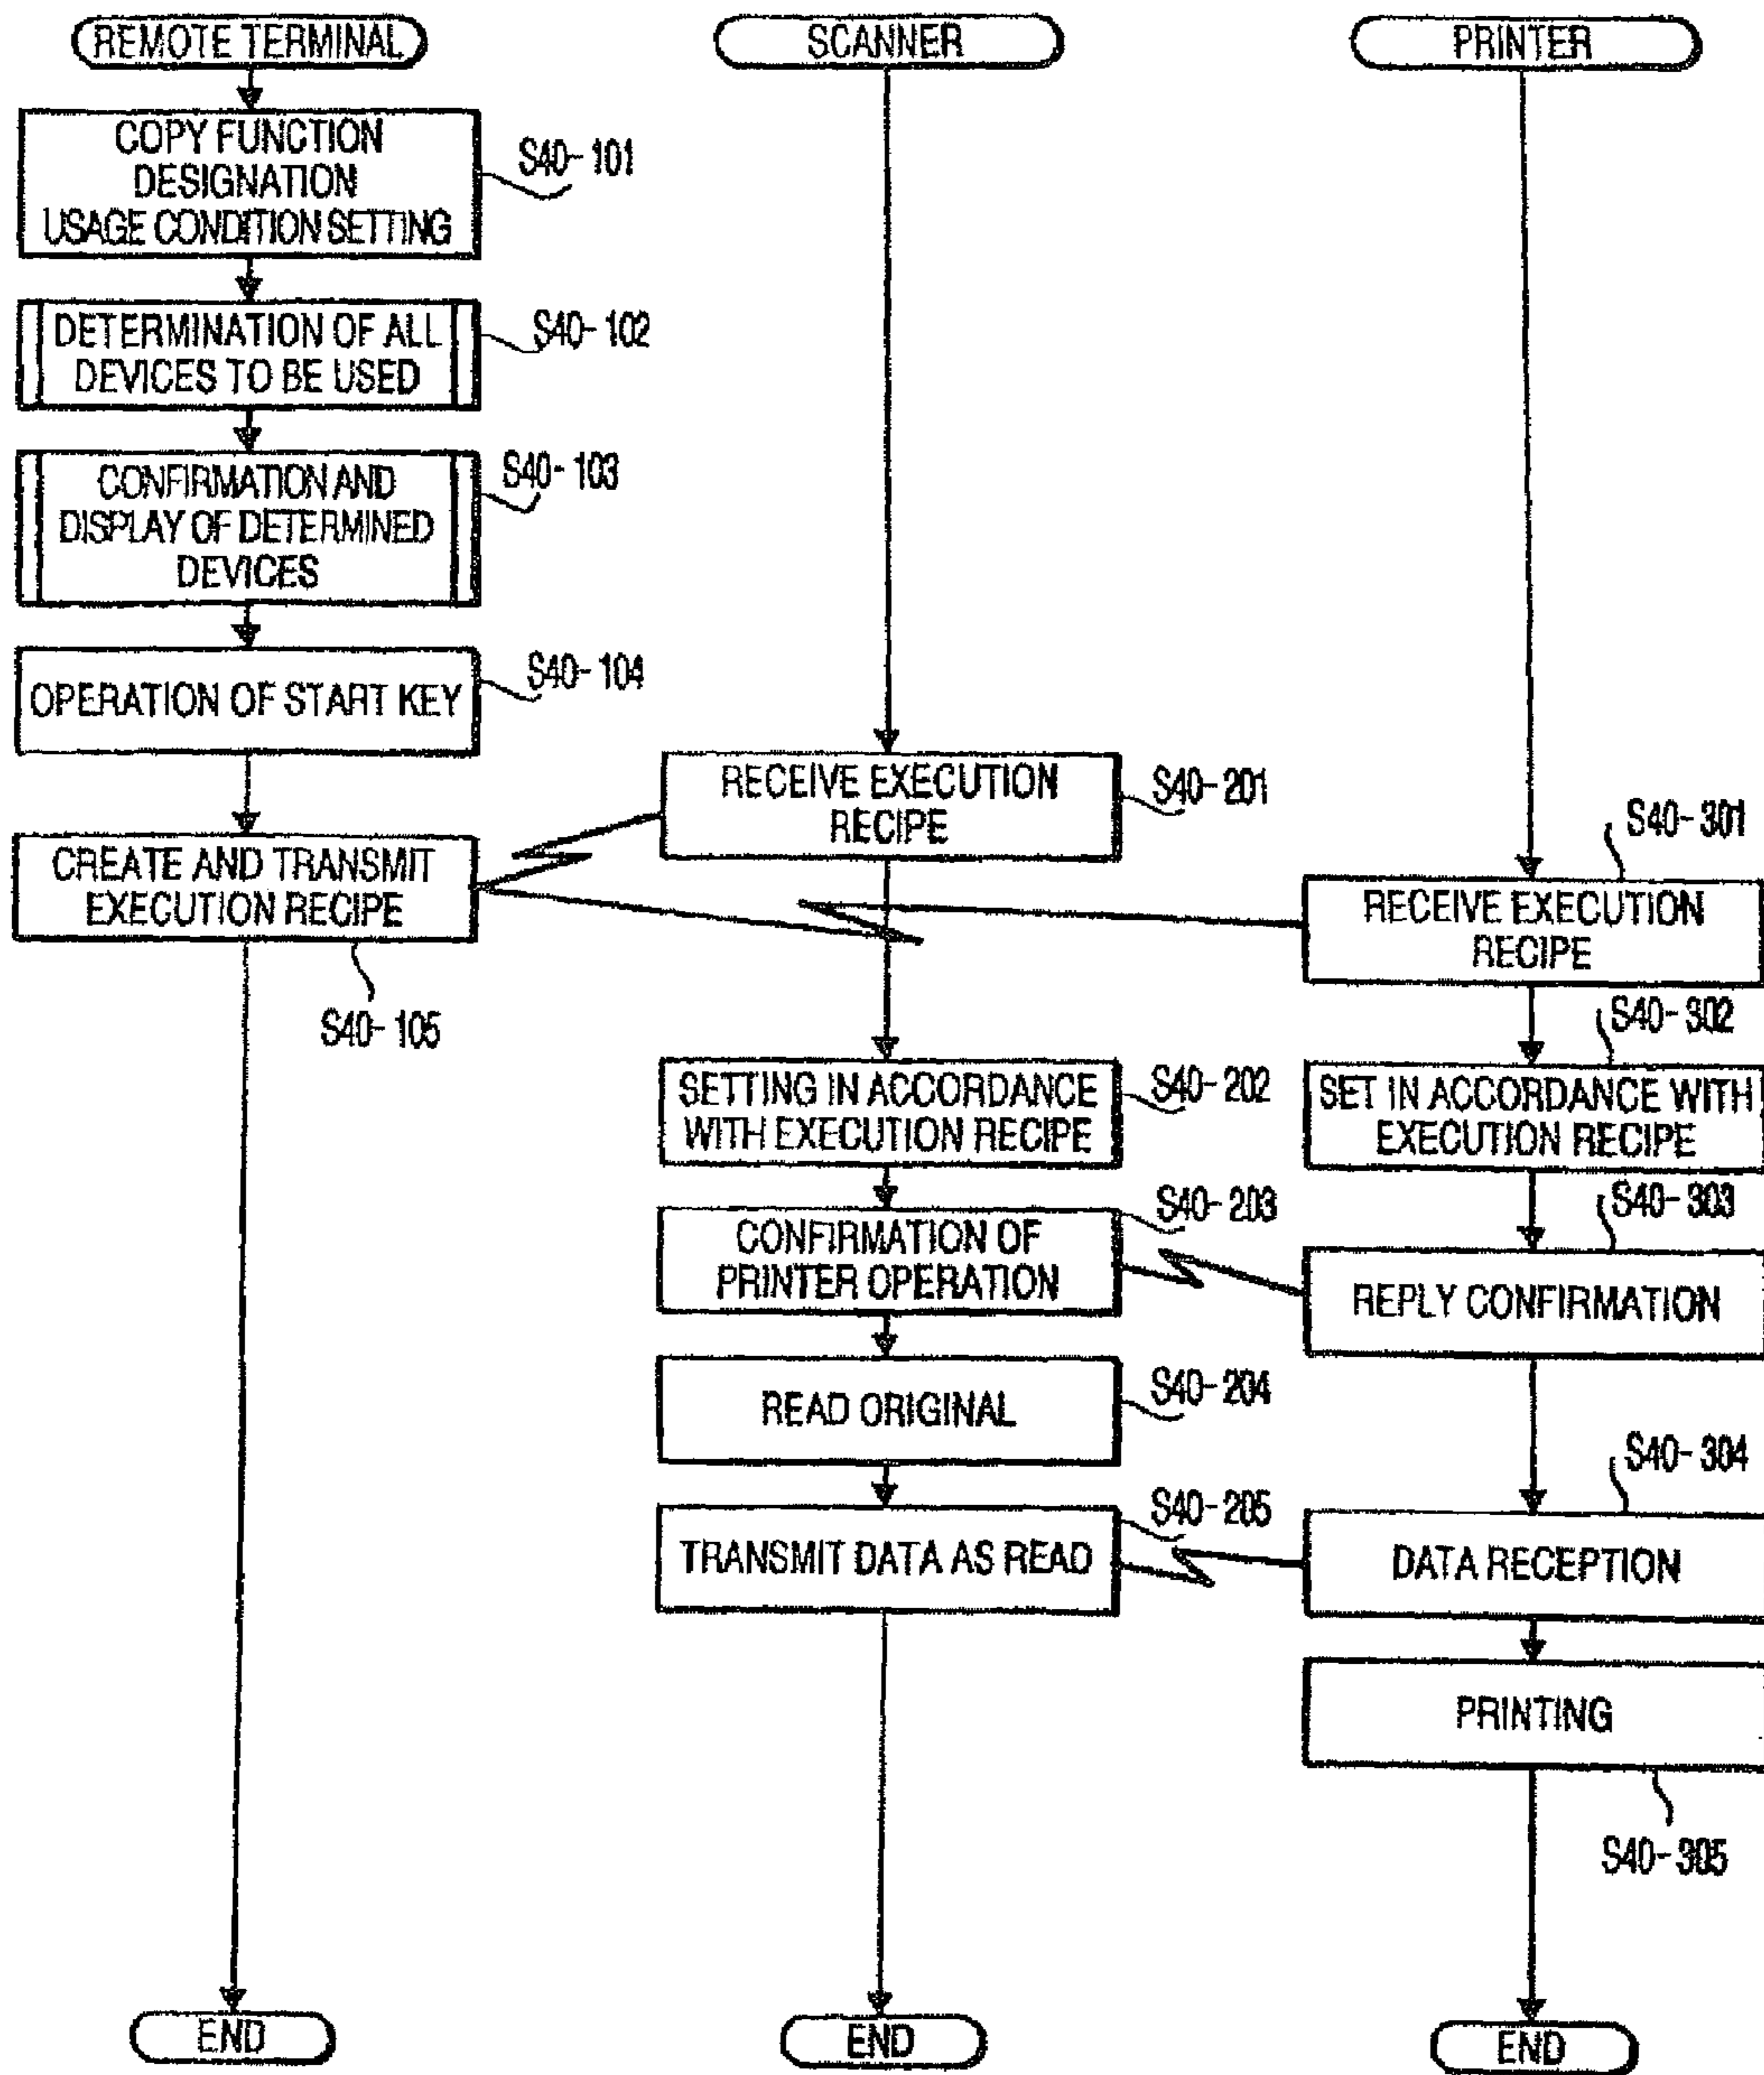 REMOTE TERMINAL
COPY FUNCTION
DESIGNATION
USAGE CONDITION SETTING
S40-101
DETERMINATION OF ALL
DEVICES TO BE USED
S40-102
CONFIRMATION AND
DISPLAY OF DETERMINED
DEVICES
S40-103
OPERATION OF START KEY
S40-104
CREATE AND TRANSMIT
EXECUTION RECIPE
S40-105
END
SCANNER
RECEIVE EXECUTION
RECIPE
S40-201
SETTING IN ACCORDANCE
WITH EXECUTION RECIPE
S40-202
CONFIRMATION OF
PRINTER OPERATION
S40-203
READ ORIGINAL
S40-204
TRANSMIT DATA AS READ
S40-205
END
PRINTER
S40-301
RECEIVE EXECUTION
RECIPE
S40-302
SET IN ACCORDANCE WITH
EXECUTION RECIPE
S40-303
REPLY CONFIRMATION
S40-304
DATA RECEPTION
PRINTING
S40-305
END